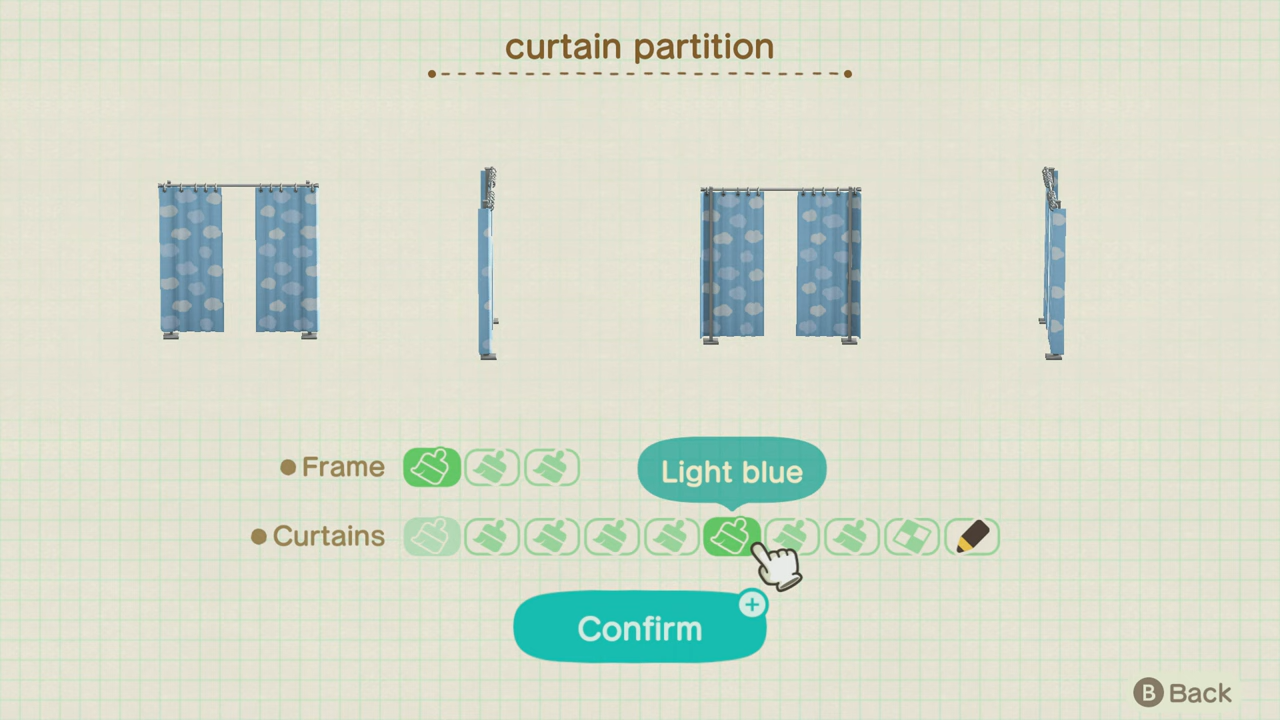 curtain partition
Frame
Light blue
Curtains
Confirm
B Back